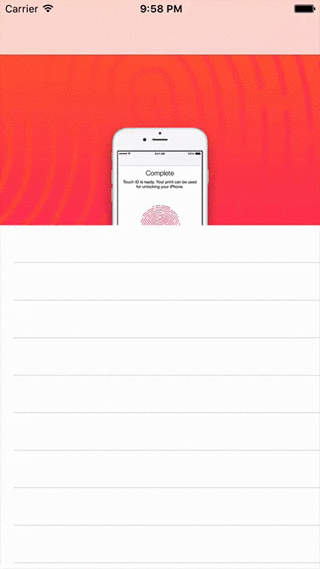 Carrier 9:58 PM
Complete
Touch ID is ready. Your print can be used
for unlocking your iPhone.